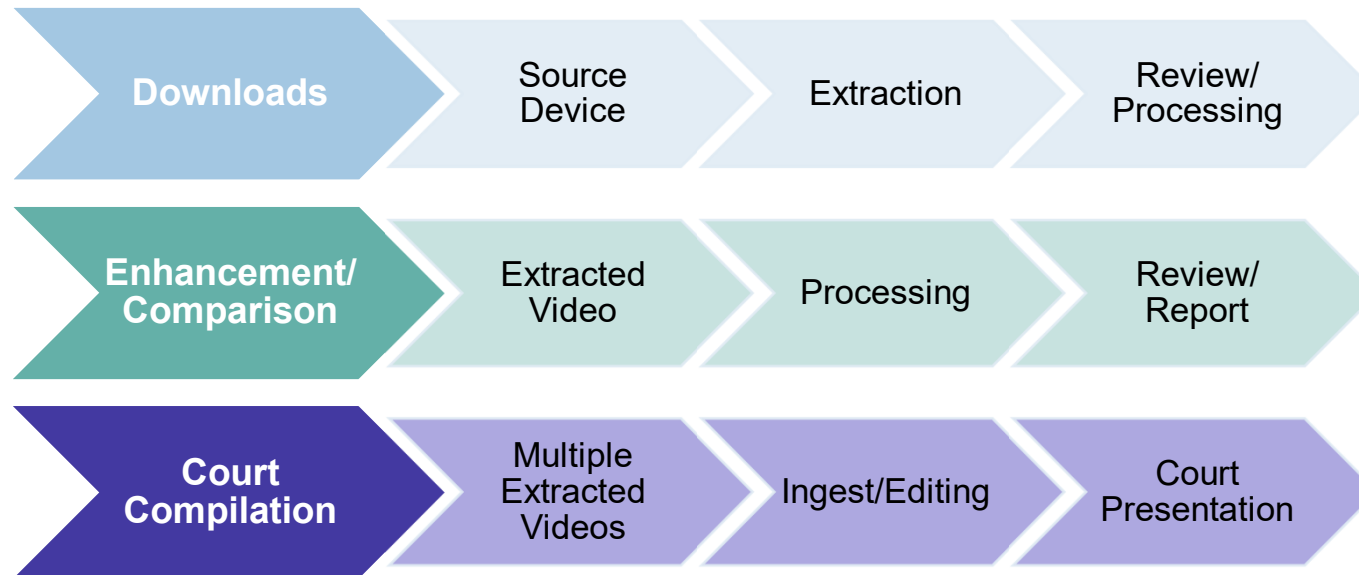 Downloads
Source
Device
Extraction
Review/
Processing
Enhancement/
Comparison
Extracted
Video
Processing
Review/
Report
Court
Compilation
Multiple
Extracted
Videos
Ingest/Editing
Court
Presentation